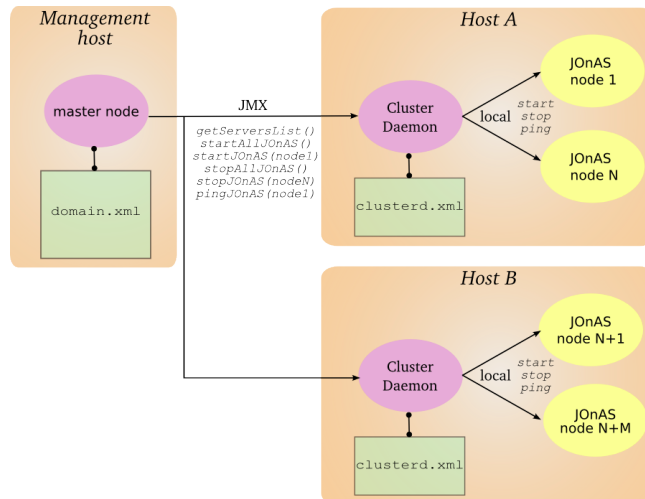 Management
host
master node
domain.xml
JMX
getServersList()
startAllJOnAS()
startJOnAS(node1)
stopAllJOnAS()
stopJOnAS(nodeN)
pingJOnAS(node1)
Host A
Cluster
Daemon
clusterd.xml
local
start
stop
ping
JOnAS
node 1
JOnAS
node N
Host B
Cluster
Daemon
clusterd.xml
local
start
stop
ping
JOnAS
node N+1
JOnAS
node N+M